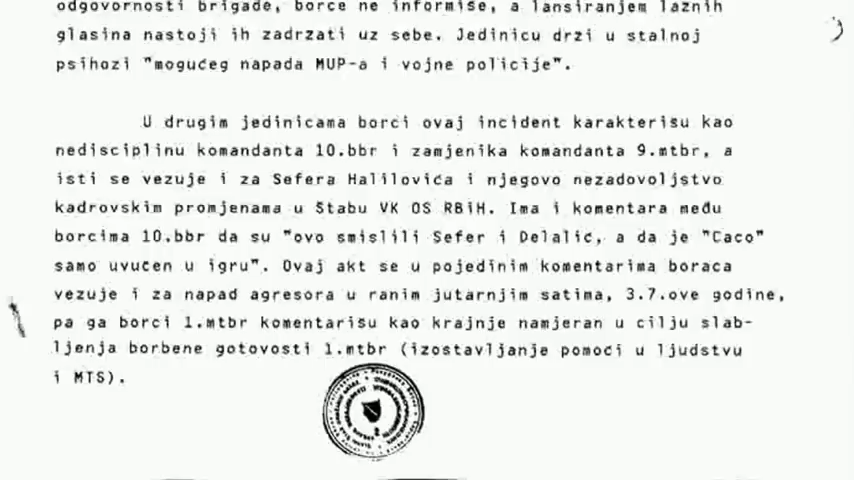 odgovornosti brigade, borce ne informiše, a lansiranjem lažnih
glasina nastoji ih zadržati uz sebe. Jedinicu drži u stalnoj
psihozi "mogućeg napada MUP-a i vojne policije".
U drugim jedinicama borci ovaj incident karakterišu kao
nedisciplinu komandanta 10.bbr i zamjenika komandanta 9.mtbr, a
isti se vezuje i za Sefera Halilovića i njegovo nezadovoljstvo
kadrovskim promjenama u Štabu VK OS RBiH. Ima i komentara među
borcima 10.bbr da su "ovo smislili Sefer i Delalić, a da je "Caco"
samo uvučen u igru". Ovaj akt se u pojedinim komentarima boraca
vezuje i za napad agresora u ranim jutarnjim satima, 3.7.ove godine,
pa ga borci 1.mtbr komentarišu kao krajnje namjeran u cilju slab-
ljenja borbene gotovosti 1.mtbr (izostavljanje pomoći u ljudstvu
i MTS).